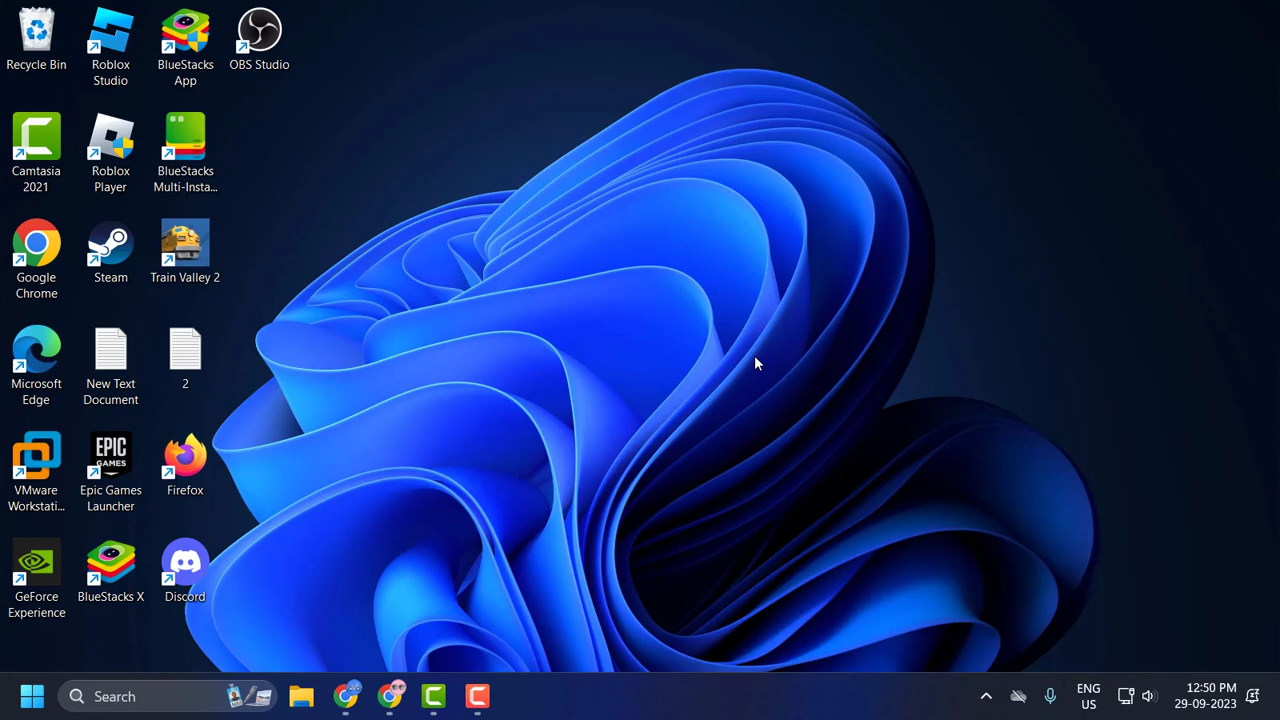 Recycle Bin
Roblox
Studio
BlueStacks
App
OBS Studio
Camtasia
2021
Roblox
Player
BlueStacks
Multi-Insta...
Google
Chrome
Steam
Train Valley 2
Microsoft
Edge
New Text
Document
2
VMware
Workstati...
EPIC
GAMES
Epic Games
Launcher
Firefox
GeForce
Experience
BlueStacks X
Discord
Search
ENG
US
12:50 PM
29-09-2023